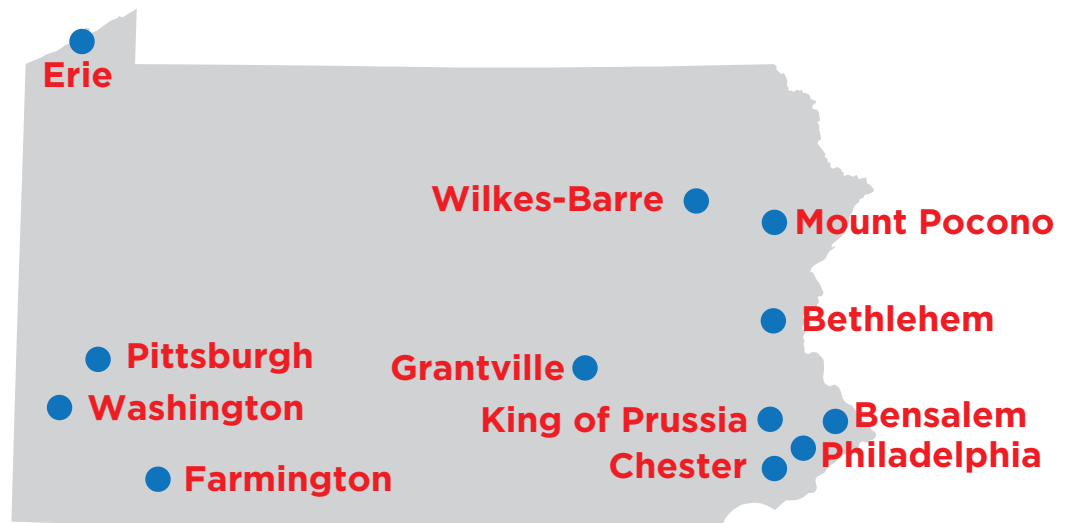 Erie
Wilkes-Barre
Mount Pocono
Bethlehem
Pittsburgh
Grantville
Washington
King of Prussia
Bensalem
Philadelphia
Chester
Farmington